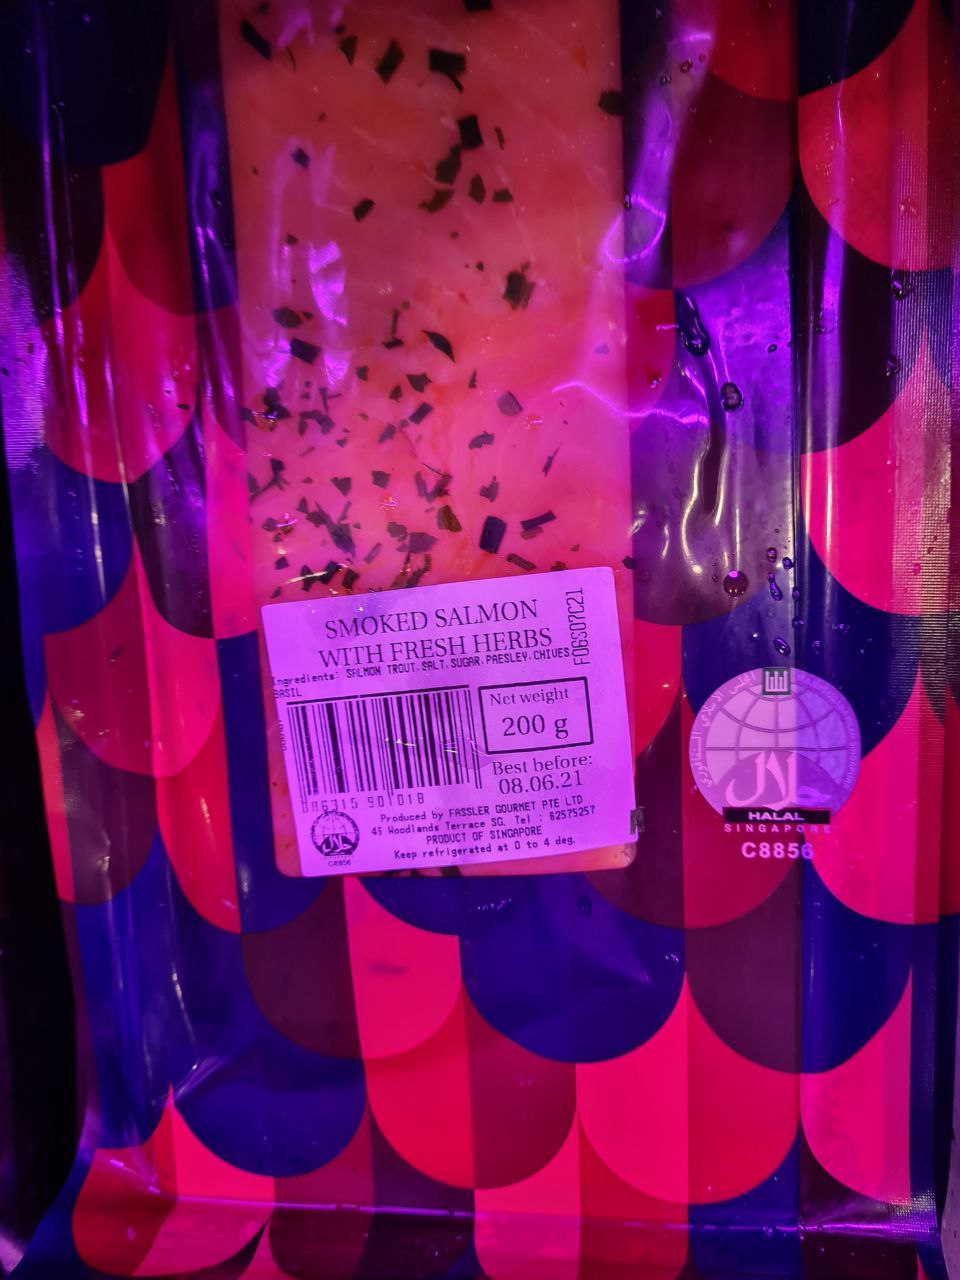 SMOKED SALMON
WITH FRESH HERBS
F06S07C21
Ingredients: SALMON TROUT, SALT, SUGAR, PAESLEY, CHIVES
BASIL
Net weight
200 g
Best before:
08.06.21
Produced by FASSLER GOURMET PTE LTD
45 Woodlands Terrace SG. Tel : 62575257
PRODUCT OF SINGAPORE
Keep refrigerated at 0 to 4 deg.
حلال
HALAL
SINGAPORE
C8856